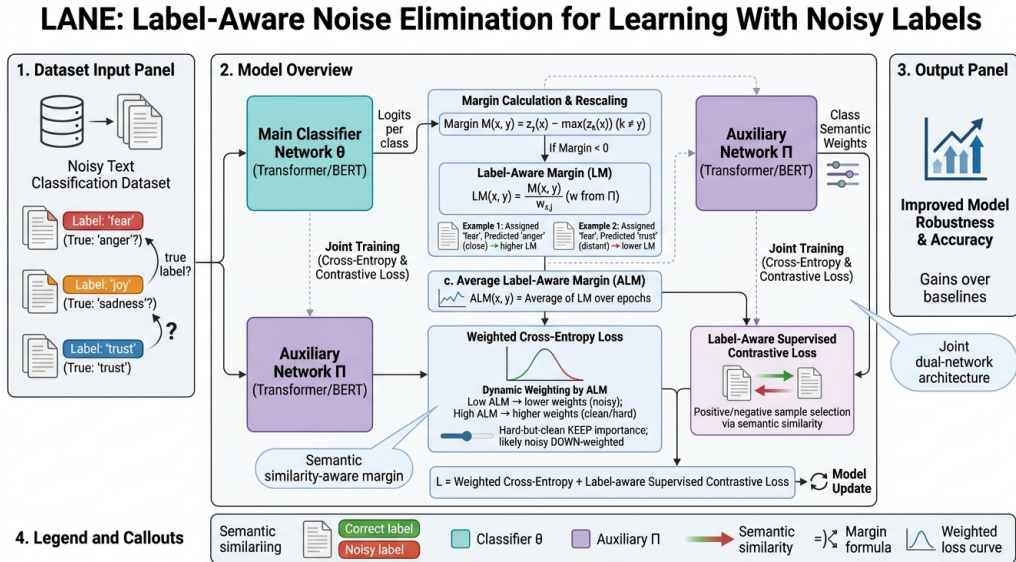 LANE: Label-Aware Noise Elimination for Learning With Noisy Labels
1. Dataset Input Panel
Noisy Text
Classification Dataset
Label: 'fear'
(True: 'anger'?)
true
label?
Label: 'joy'
(True: 'sadness'?)
?
Label: 'trust'
(True: 'trust')
2. Model Overview
Main Classifier
Network θ
(Transformer/BERT)
Logits
per
class
Margin Calculation & Rescaling
Margin M(x, y) = zᵧ(x) − max(zₖ(x)) (k ≠ y)
If Margin < 0
Label-Aware Margin (LM)
LM(x, y) = M(x, y) / w (w from Π)
Example 1: Assigned
'fear', Predicted 'anger'
(close) → higher LM
Example 2: Assigned
'Fear', Predicted 'trust'
(distant) → lower LM
Auxiliary
Network Π
(Transformer/BERT)
Class
Semantic
Weights
Joint Training
(Cross-Entropy &
Contrastive Loss)
Joint Training
(Cross-Entropy &
Contrastive Loss)
c. Average Label-Aware Margin (ALM)
ALM(x, y) = Average of LM over epochs
Auxiliary
Network Π
(Transformer/BERT)
Weighted Cross-Entropy Loss
Dynamic Weighting by ALM
Low ALM → lower weights (noisy);
High ALM → higher weights (clean/hard)
Hard-but-clean KEEP importance;
likely noisy DOWN-weighted
Label-Aware Supervised
Contrastive Loss
Positive/negative sample selection
via semantic similarity
Semantic
similarity-aware margin
L = Weighted Cross-Entropy + Label-aware Supervised Contrastive Loss
Model
Update
3. Output Panel
Improved Model
Robustness
& Accuracy
Gains over
baselines
Joint
dual-network
architecture
4. Legend and Callouts
Semantic
similariing
Correct label
Noisy label
Classifier θ
Auxiliary Π
Semantic
similarity
Margin
formula
Weighted
loss curve